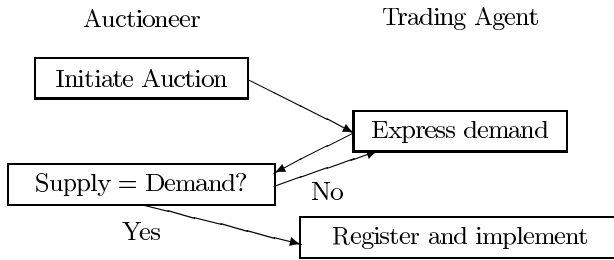 Auctioneer
Trading Agent
Initiate Auction
Express demand
Supply = Demand?
No
Yes
Register and implement